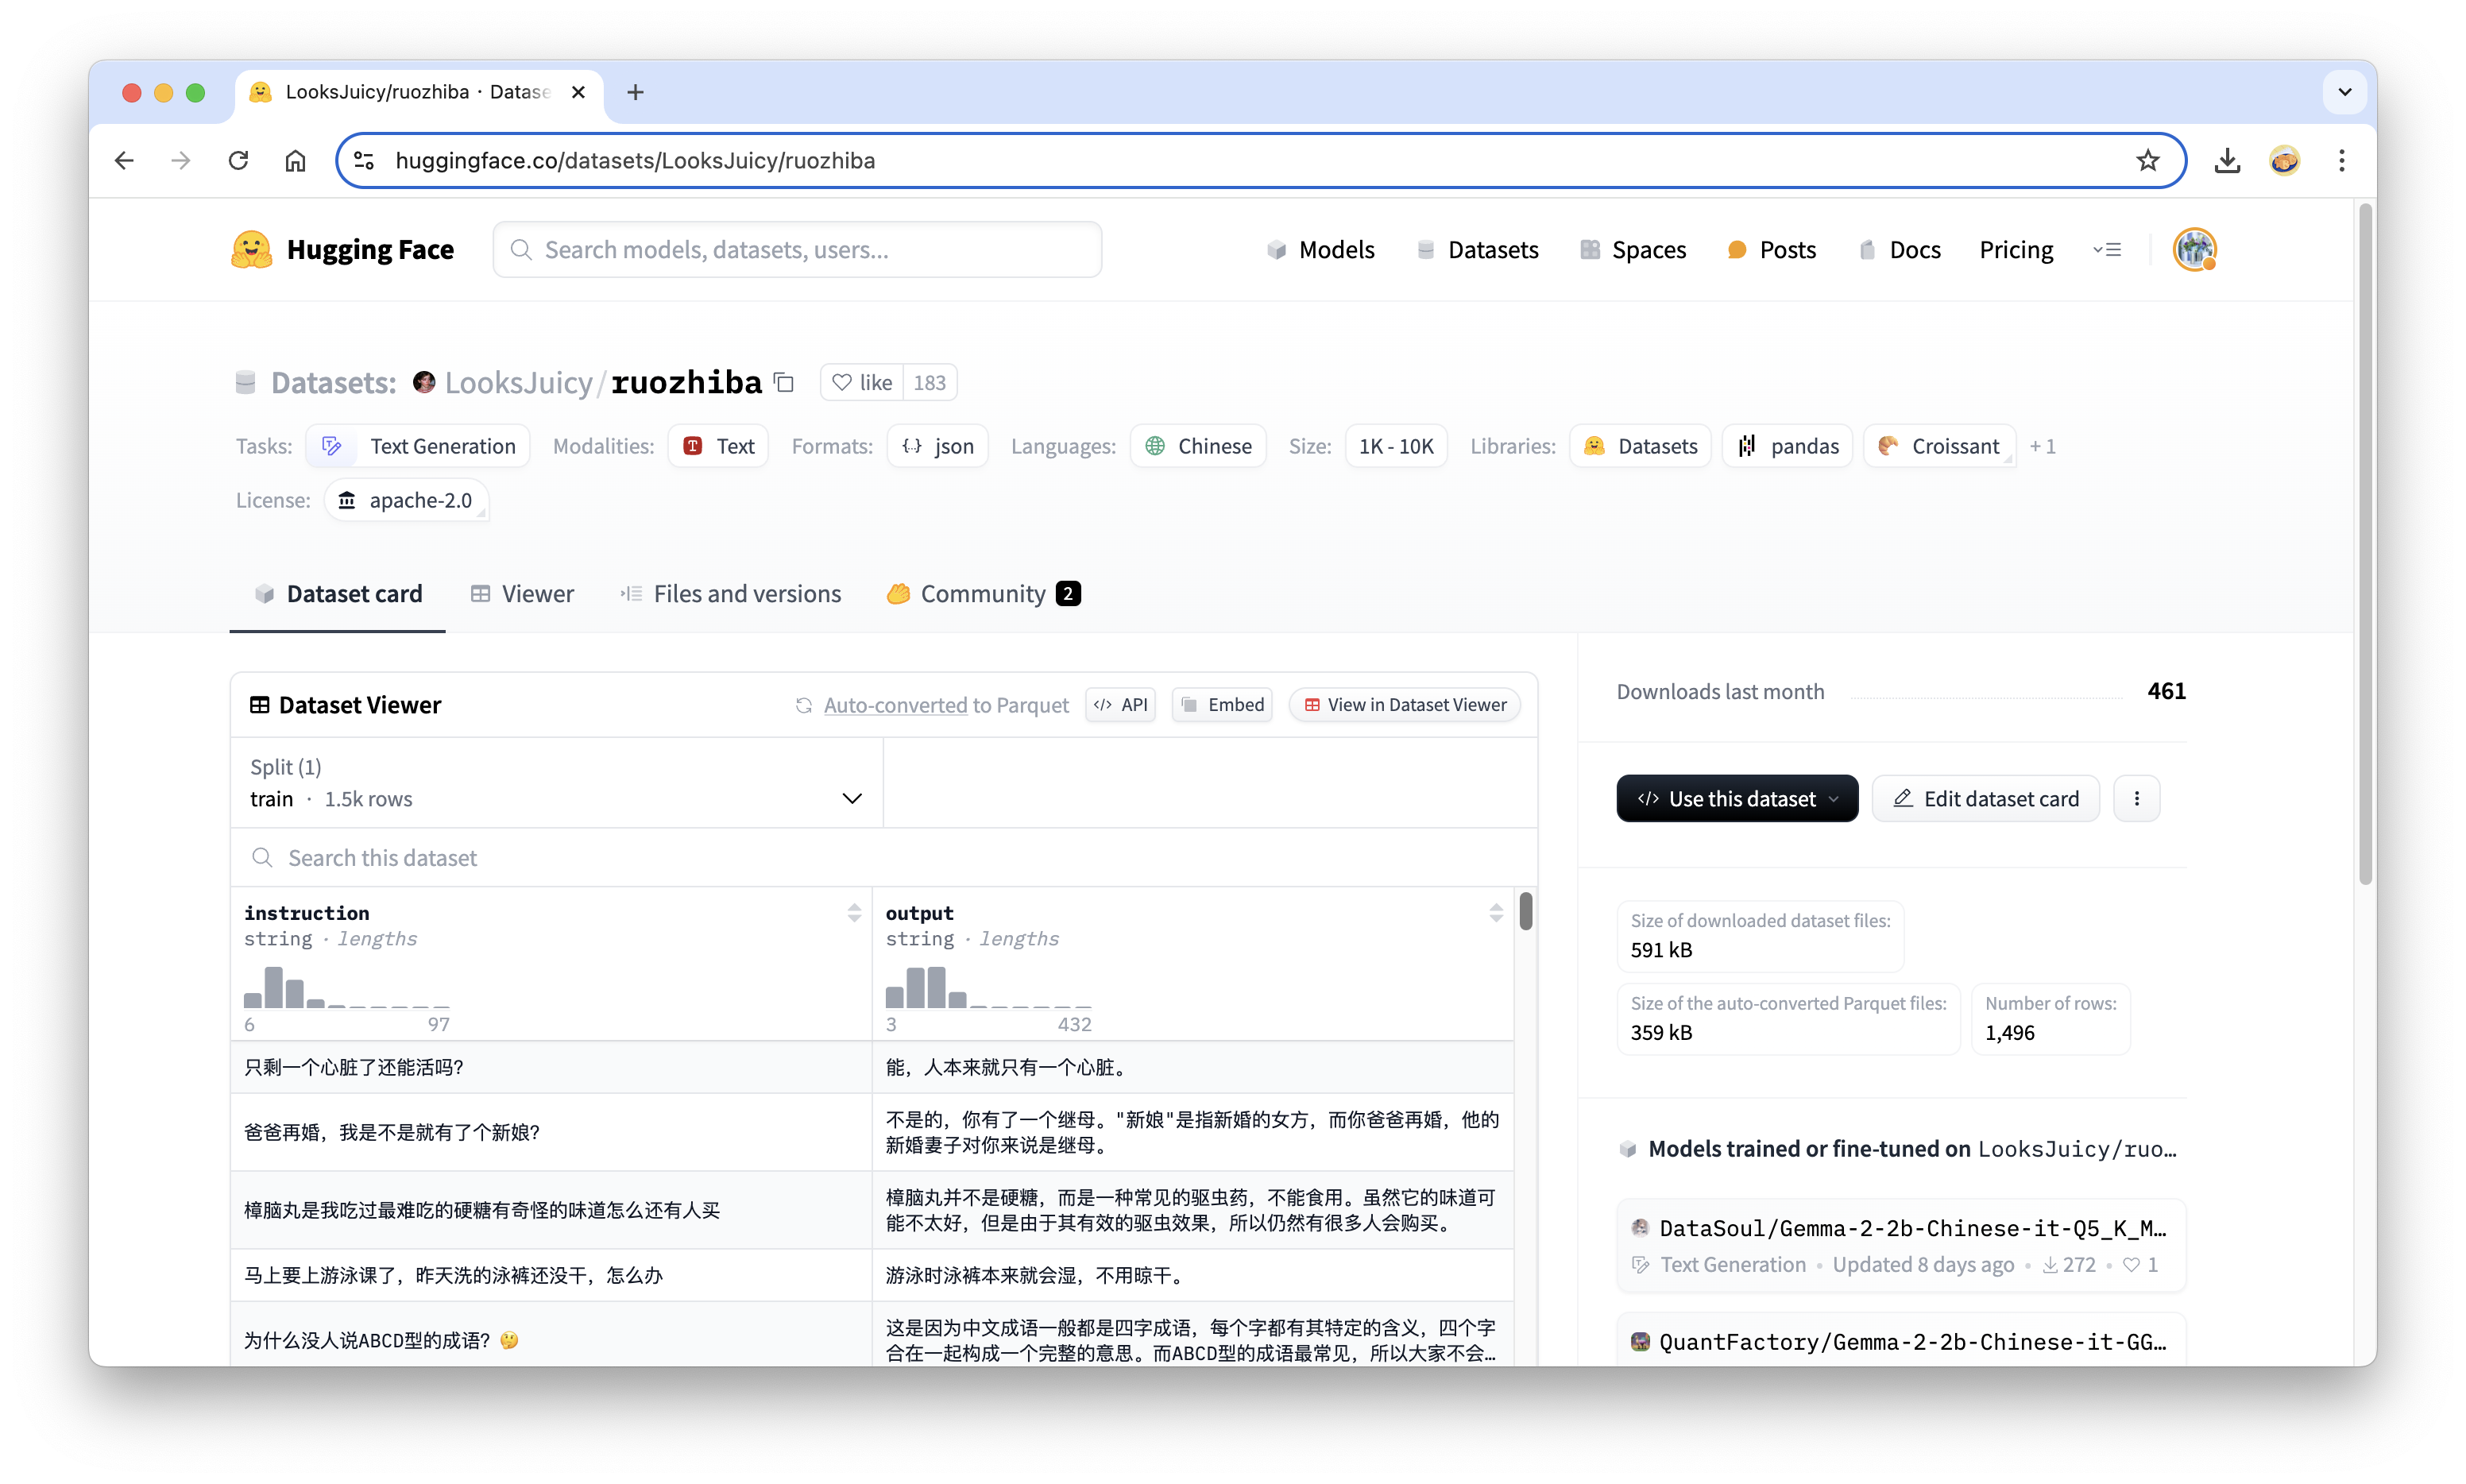 LooksJuicy/ruozhiba · Datase
huggingface.co/datasets/LooksJuicy/ruozhiba
Hugging Face
Search models, datasets, users...
Models
Datasets
Spaces
Posts
Docs
Pricing
Datasets: LooksJuicy/ruozhiba
like 183
Tasks: Text Generation Modalities: Text Formats: json Languages: Chinese Size: 1K - 10K Libraries: Datasets pandas Croissant + 1
License: apache-2.0
Dataset card
Viewer
Files and versions
Community 2
Dataset Viewer
Auto-converted to Parquet
API
Embed
View in Dataset Viewer
Split (1)
train · 1.5k rows
Search this dataset
instruction
string · lengths
6 97
output
string · lengths
3 432
只剩一个心脏了还能活吗？
能，人本来就只有一个心脏。
爸爸再婚，我是不是就有了个新娘？
不是的，你有了一个继母。"新娘"是指新婚的女方，而你爸爸再婚，他的
新婚妻子对你来说是继母。
樟脑丸是我吃过最难吃的硬糖有奇怪的味道怎么还有人买
樟脑丸并不是硬糖，而是一种常见的驱虫药，不能食用。虽然它的味道可
能不太好，但是由于其有效的驱虫效果，所以仍然有很多人会购买。
马上要上游泳课了，昨天洗的泳裤还没干，怎么办
游泳时泳裤本来就会湿，不用晾干。
为什么没人说ABCD型的成语？🤔
这是因为中文成语一般都是四字成语，每个字都有其特定的含义，四个字
合在一起构成一个完整的意思。而ABCD型的成语最常见，所以大家不会…
Downloads last month
461
Use this dataset
Edit dataset card
Size of downloaded dataset files:
591 kB
Size of the auto-converted Parquet files:
359 kB
Number of rows:
1,496
Models trained or fine-tuned on LooksJuicy/ruo…
DataSoul/Gemma-2-2b-Chinese-it-Q5_K_M…
Text Generation • Updated 8 days ago • 272 • 1
QuantFactory/Gemma-2-2b-Chinese-it-GG…